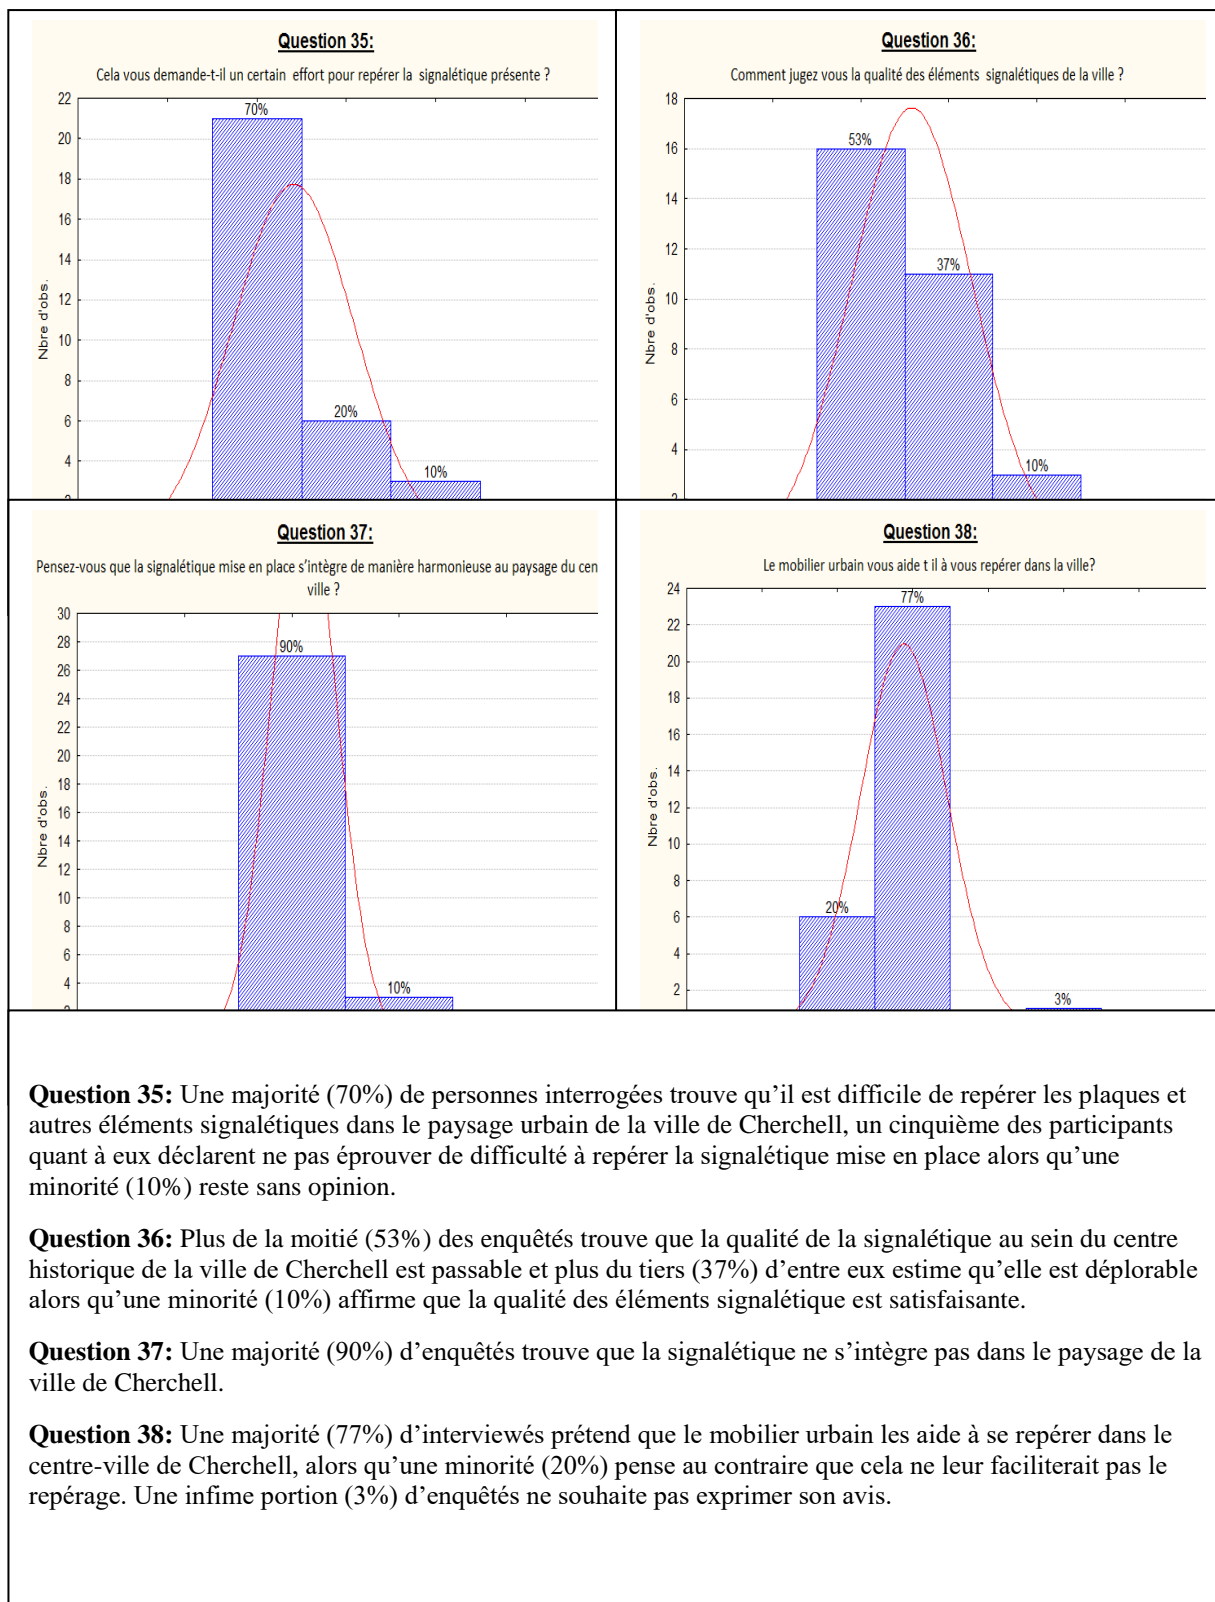 Question 35:
Cela vous demande-t-il un certain effort pour repérer la signalétique présente ?
22
20
18
16
14
12
10
8
6
4
Nbre d'obs.
70%
20%
10%
Question 36:
Comment jugez vous la qualité des éléments signalétiques de la ville ?
18
16
14
12
10
8
6
4
Nbre d'obs.
53%
37%
10%
Question 37:
Pensez-vous que la signalétique mise en place s'intègre de manière harmonieuse au paysage du cen
ville ?
30
28
26
24
22
20
18
16
14
12
10
8
6
4
Nbre d'obs.
90%
10%
Question 38:
Le mobilier urbain vous aide t il à vous repérer dans la ville?
24
22
20
18
16
14
12
10
8
6
4
2
Nbre d'obs.
20%
77%
3%
Question 35: Une majorité (70%) de personnes interrogées trouve qu'il est difficile de repérer les plaques et
autres éléments signalétiques dans le paysage urbain de la ville de Cherchell, un cinquième des participants
quant à eux déclarent ne pas éprouver de difficulté à repérer la signalétique mise en place alors qu'une
minorité (10%) reste sans opinion.
Question 36: Plus de la moitié (53%) des enquêtés trouve que la qualité de la signalétique au sein du centre
historique de la ville de Cherchell est passable et plus du tiers (37%) d'entre eux estime qu'elle est déplorable
alors qu'une minorité (10%) affirme que la qualité des éléments signalétique est satisfaisante.
Question 37: Une majorité (90%) d'enquêtés trouve que la signalétique ne s'intègre pas dans le paysage de la
ville de Cherchell.
Question 38: Une majorité (77%) d'interviewés prétend que le mobilier urbain les aide à se repérer dans le
centre-ville de Cherchell, alors qu'une minorité (20%) pense au contraire que cela ne leur faciliterait pas le
repérage. Une infime portion (3%) d'enquêtés ne souhaite pas exprimer son avis.